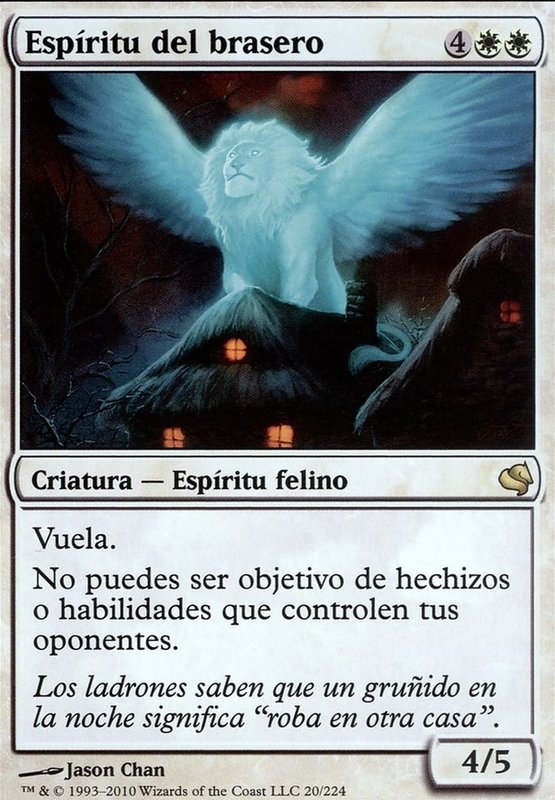 Espíritu del brasero
4
Criatura — Espíritu felino
Vuela.
No puedes ser objetivo de hechizos
o habilidades que controlen tus
oponentes.
Los ladrones saben que un gruñido en
la noche significa “roba en otra casa”.
4/5
Jason Chan
™ & © 1993–2010 Wizards of the Coast LLC 20/224